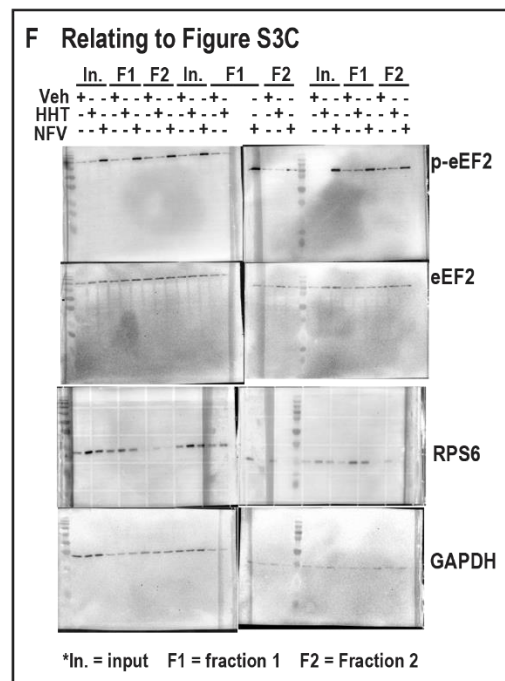 F Relating to Figure S3C
In. F1 F2 In. F1 F2 In. F1 F2
Veh +--+--+--+--+- -+--+--+--+--
HHT -+--+--+--+--+ --+--+--+--+-
NFV --+--+--+--+-- +--+--+--+--+
p-eEF2
eEF2
RPS6
GAPDH
*In. = input F1 = fraction 1 F2 = Fraction 2